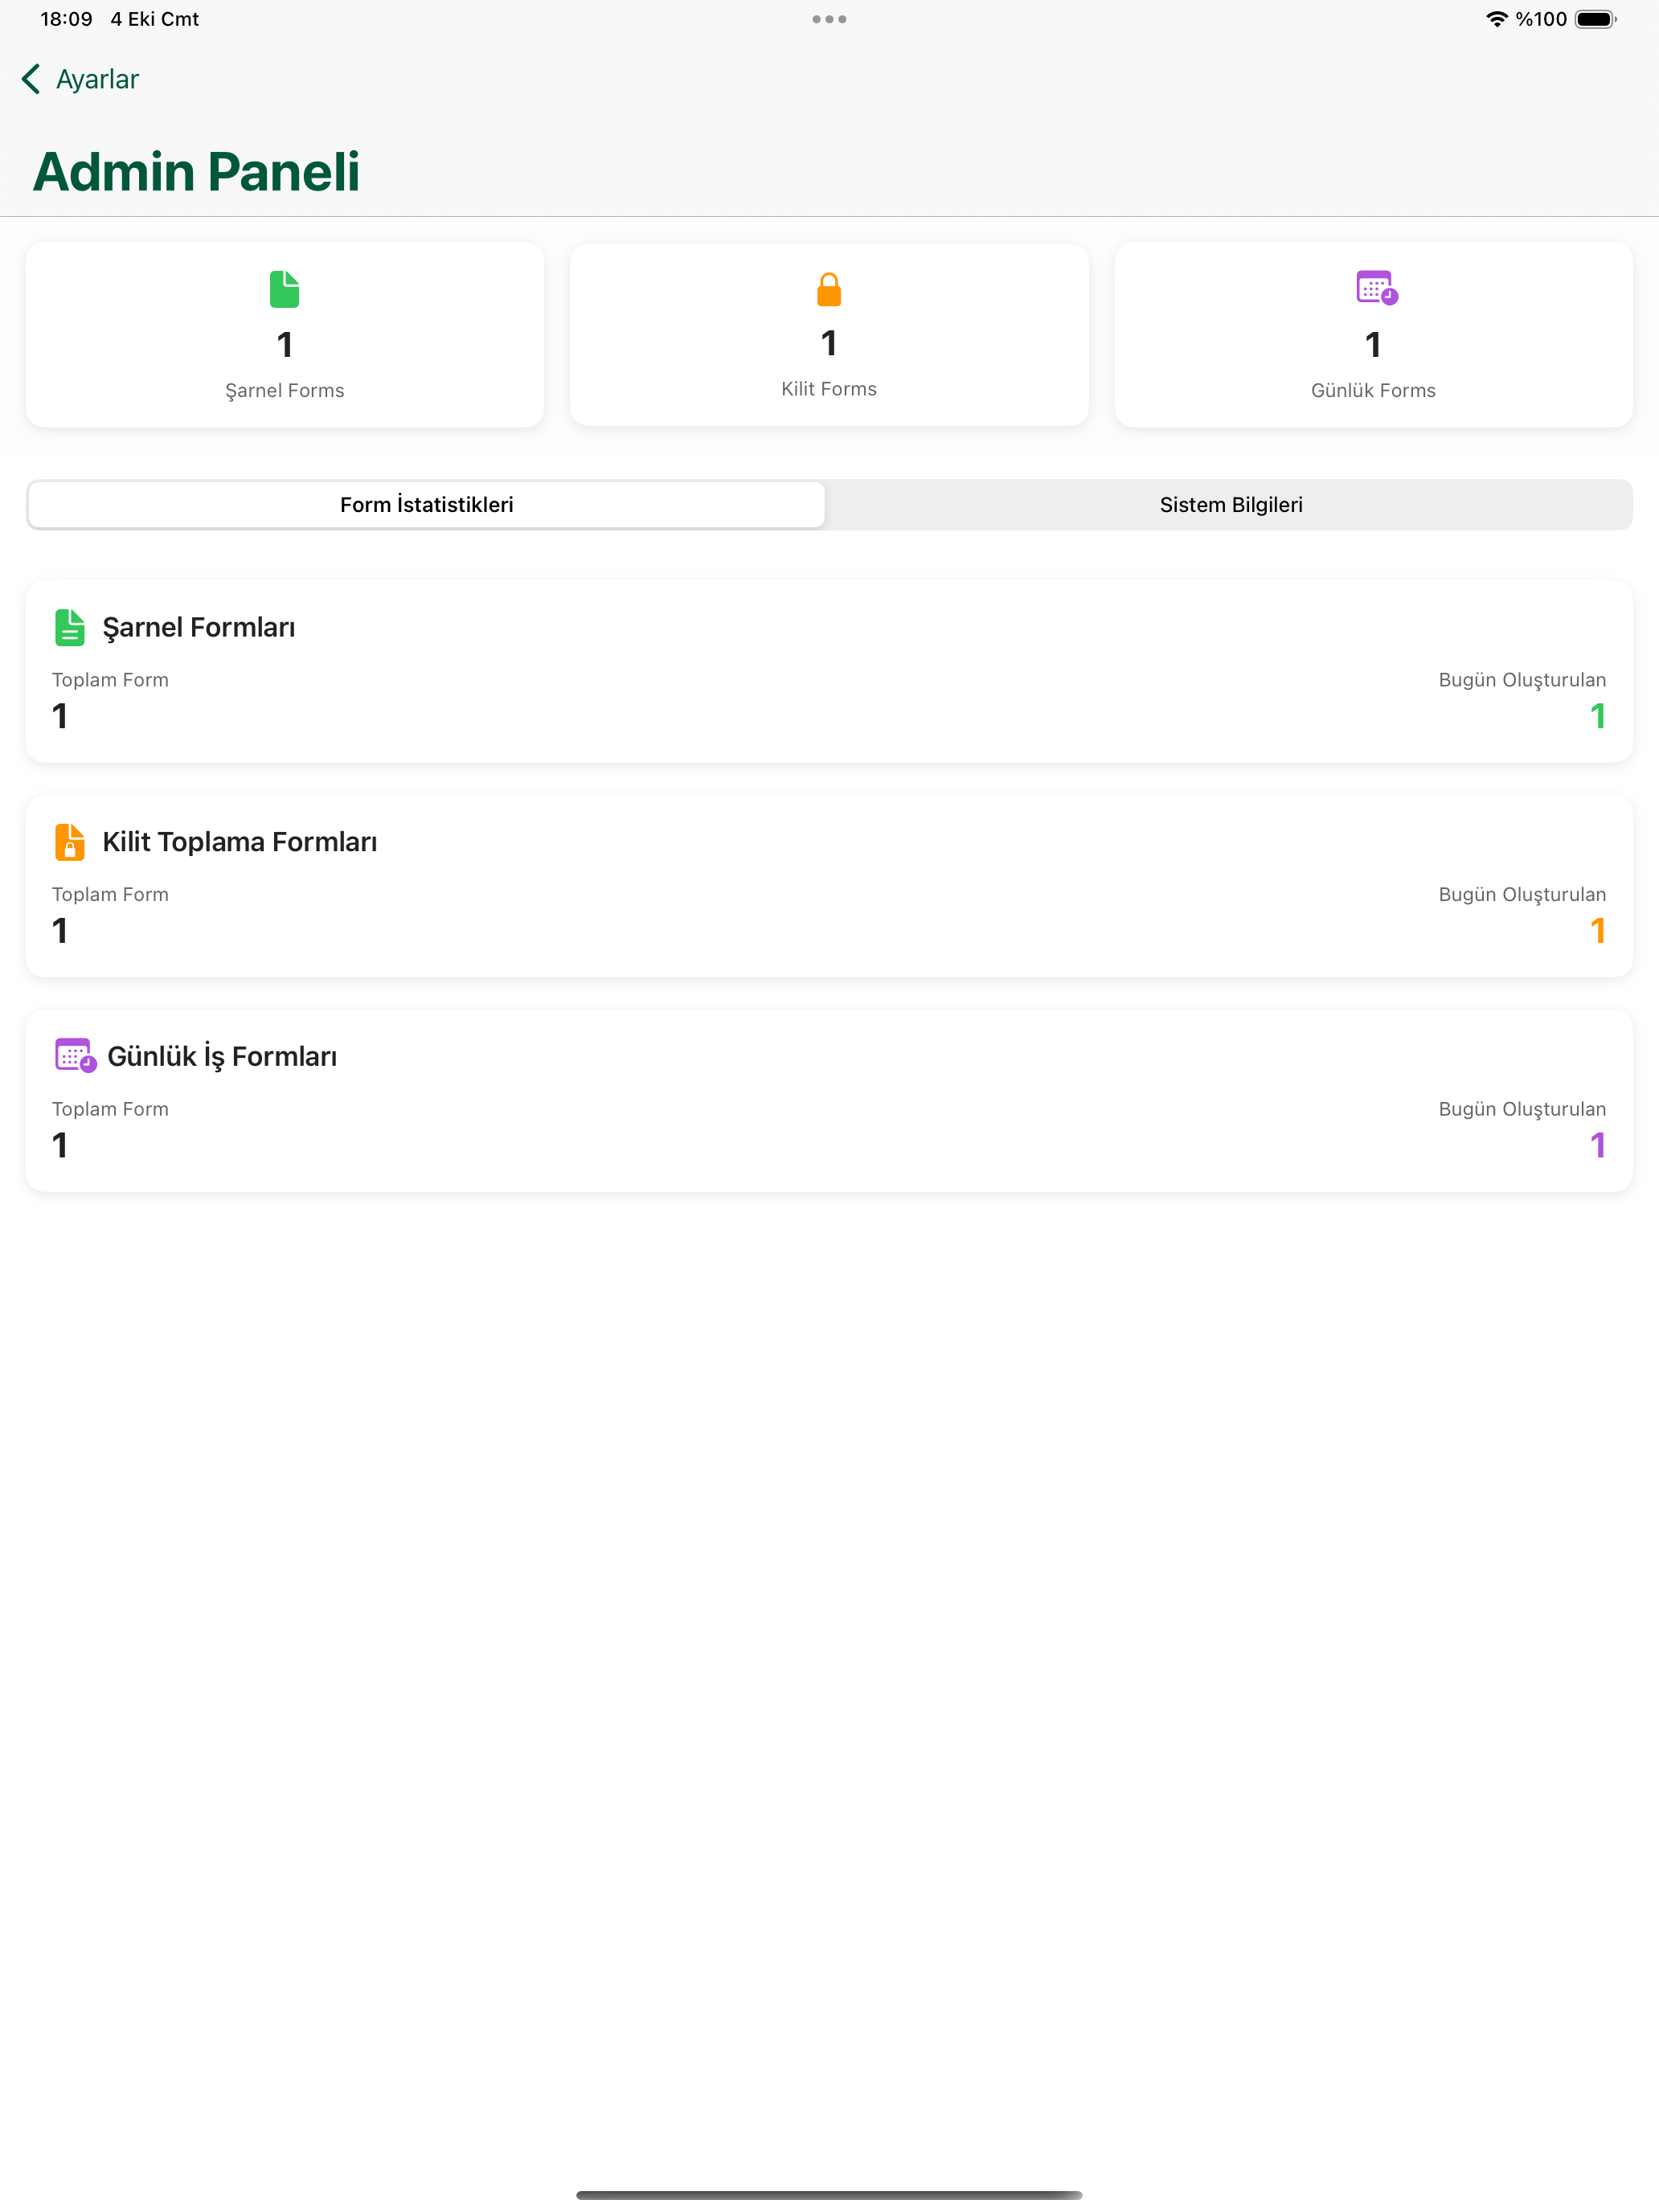 18:09 4 Eki Cmt %100
Ayarlar
Admin Paneli
1
Şarnel Forms
1
Kilit Forms
1
Günlük Forms
Form İstatistikleri
Sistem Bilgileri
Şarnel Formları
Toplam Form
1
Bugün Oluşturulan
1
Kilit Toplama Formları
Toplam Form
1
Bugün Oluşturulan
1
Günlük İş Formları
Toplam Form
1
Bugün Oluşturulan
1